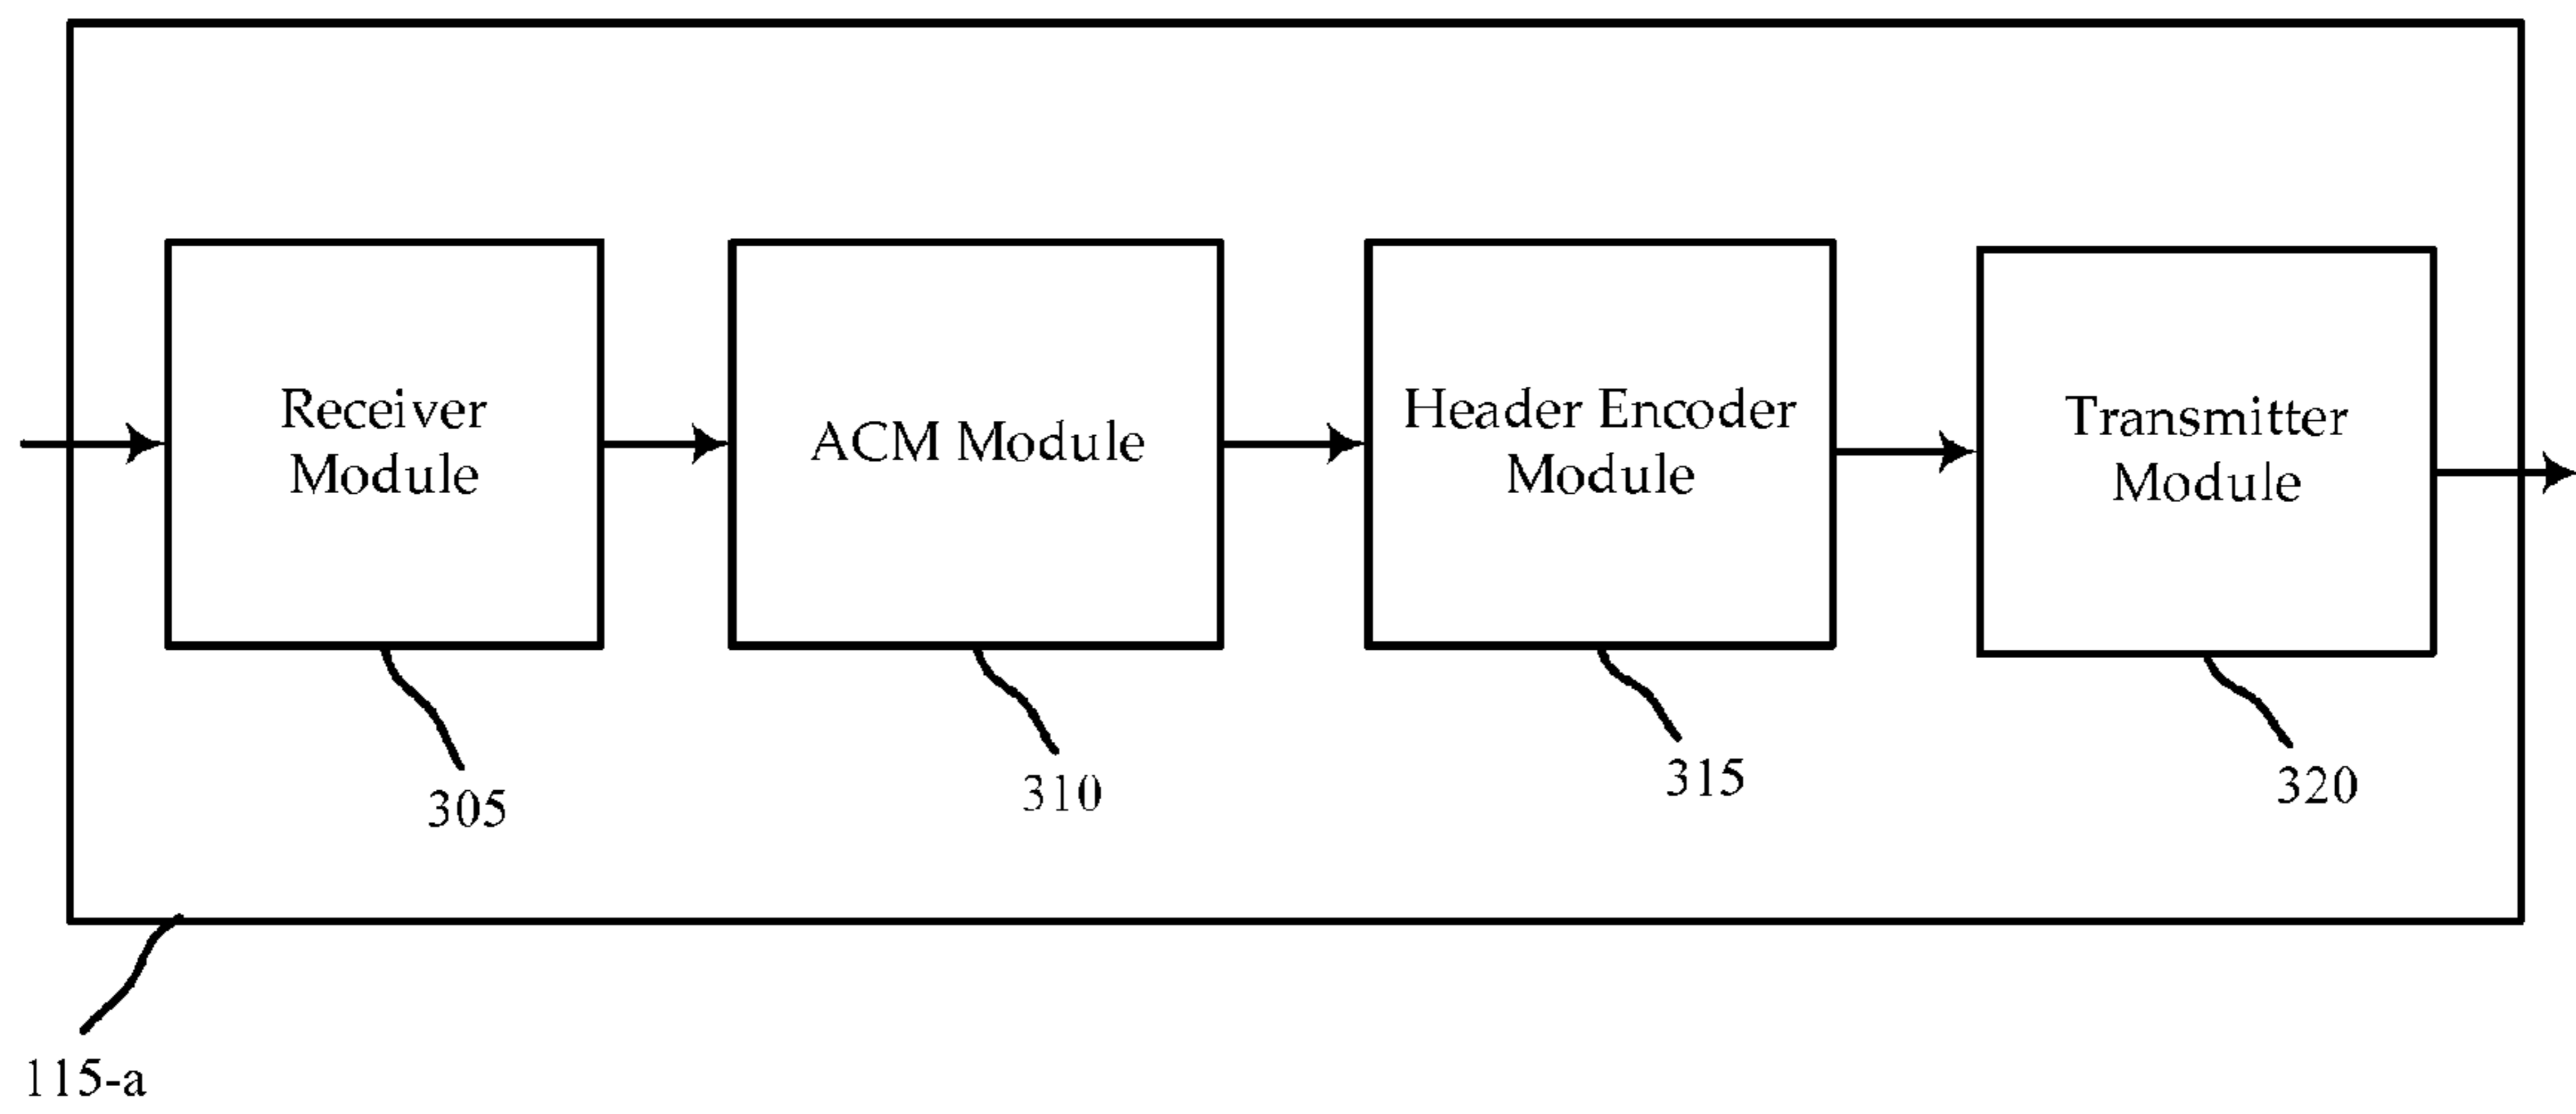 Receiver
Module
ACM Module
Header Encoder
Module
Transmitter
Module
305
310
315
320
115-a